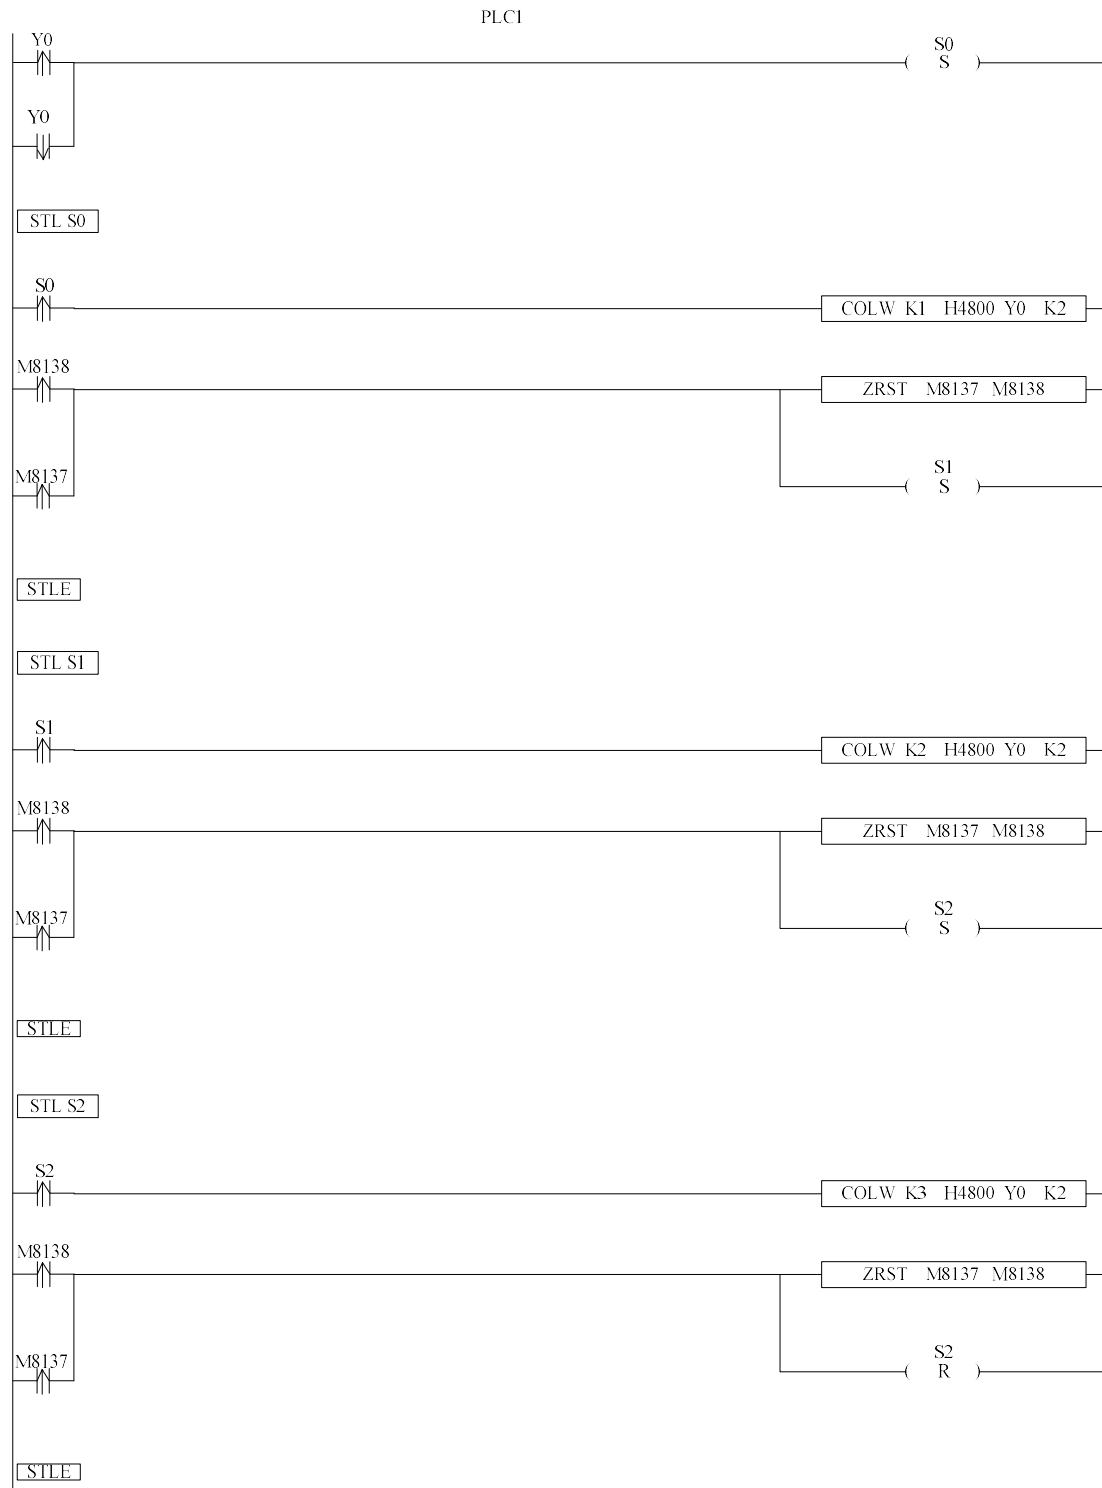 PLC1
Y0
S0
S
Y0
STL S0
S0
COLW K1 H4800 Y0 K2
M8138
ZRST M8137 M8138
M8137
S1
S
STLE
STL S1
S1
COLW K2 H4800 Y0 K2
M8138
ZRST M8137 M8138
M8137
S2
S
STLE
STL S2
S2
COLW K3 H4800 Y0 K2
M8138
ZRST M8137 M8138
M8137
S2
R
STLE